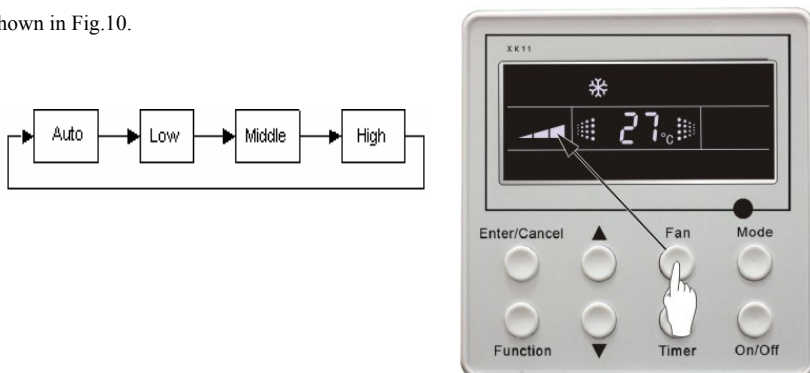 hown in Fig.10.
Auto
Low
Middle
High
XK11
27°C
Enter/Cancel
▲
Fan
Mode
Function
▼
Timer
On/Off